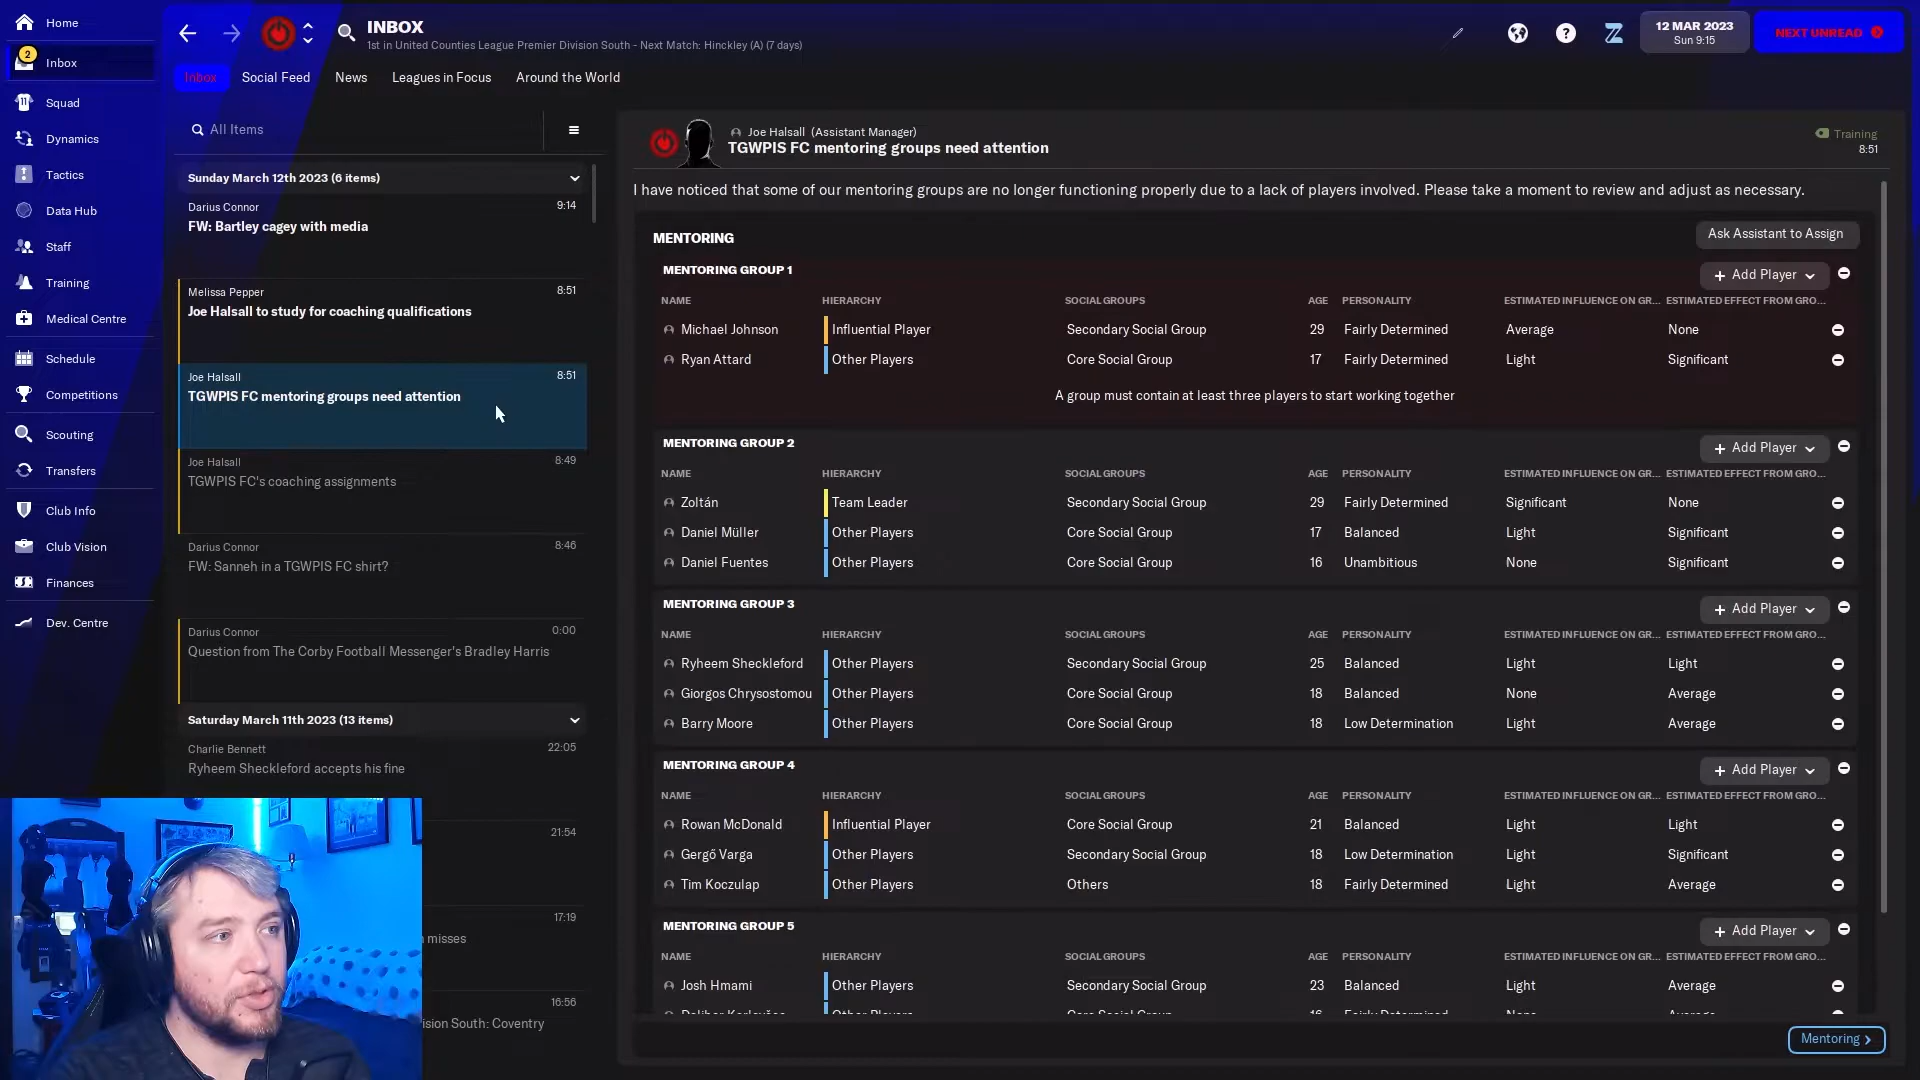 Home
2
Inbox
Squad
Dynamics
Tactics
Data Hub
Staff
Training
Medical Centre
Schedule
Competitions
Scouting
Transfers
Club Info
Club Vision
Finances
Dev. Centre
INBOX
1st in United Counties League Premier Division South - Next Match: Hinckley (A) (7 days)
12 MAR 2023
Sun 9:15
NEXT UNREAD
Inbox Social Feed News Leagues in Focus Around the World
All Items
Sunday March 12th 2023 (6 items)
Darius Connor 9:14
FW: Bartley cagey with media
Melissa Pepper 8:51
Joe Halsall to study for coaching qualifications
Joe Halsall 8:51
TGWPIS FC mentoring groups need attention
Joe Halsall 8:49
TGWPIS FC's coaching assignments
Darius Connor 8:46
FW: Sanneh in a TGWPIS FC shirt?
Darius Connor 0:00
Question from The Corby Football Messenger's Bradley Harris
Saturday March 11th 2023 (13 items)
Charlie Bennett 22:05
Ryheem Sheckleford accepts his fine
21:54
17:19
misses
16:56
ision South: Coventry
Joe Halsall (Assistant Manager)
TGWPIS FC mentoring groups need attention
Training
8:51
I have noticed that some of our mentoring groups are no longer functioning properly due to a lack of players involved. Please take a moment to review and adjust as necessary.
MENTORING
Ask Assistant to Assign
MENTORING GROUP 1
+ Add Player
NAME HIERARCHY SOCIAL GROUPS AGE PERSONALITY ESTIMATED INFLUENCE ON GR... ESTIMATED EFFECT FROM GRO...
Michael Johnson Influential Player Secondary Social Group 29 Fairly Determined Average None
Ryan Attard Other Players Core Social Group 17 Fairly Determined Light Significant
A group must contain at least three players to start working together
MENTORING GROUP 2
+ Add Player
NAME HIERARCHY SOCIAL GROUPS AGE PERSONALITY ESTIMATED INFLUENCE ON GR... ESTIMATED EFFECT FROM GRO...
Zoltán Team Leader Secondary Social Group 29 Fairly Determined Significant None
Daniel Müller Other Players Core Social Group 17 Balanced Light Significant
Daniel Fuentes Other Players Core Social Group 16 Unambitious None Significant
MENTORING GROUP 3
+ Add Player
NAME HIERARCHY SOCIAL GROUPS AGE PERSONALITY ESTIMATED INFLUENCE ON GR... ESTIMATED EFFECT FROM GRO...
Ryheem Sheckleford Other Players Secondary Social Group 25 Balanced Light Light
Giorgos Chrysostomou Other Players Core Social Group 18 Balanced None Average
Barry Moore Other Players Core Social Group 18 Low Determination Light Average
MENTORING GROUP 4
+ Add Player
NAME HIERARCHY SOCIAL GROUPS AGE PERSONALITY ESTIMATED INFLUENCE ON GR... ESTIMATED EFFECT FROM GRO...
Rowan McDonald Influential Player Core Social Group 21 Balanced Light Light
Gergő Varga Other Players Secondary Social Group 18 Low Determination Light Significant
Tim Koczulap Other Players Others 18 Fairly Determined Light Average
MENTORING GROUP 5
+ Add Player
NAME HIERARCHY SOCIAL GROUPS AGE PERSONALITY ESTIMATED INFLUENCE ON GR... ESTIMATED EFFECT FROM GRO...
Josh Hmami Other Players Secondary Social Group 23 Balanced Light Average
Other Players Core Social Group 16 Fairly Determined None Average
Mentoring